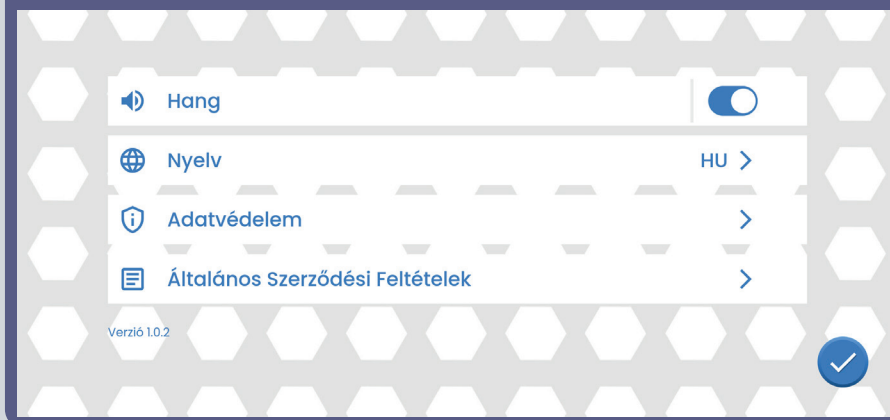 Hang
Nyelv HU
Adatvédelem
Általános Szerződési Feltételek
Verzió 1.0.2